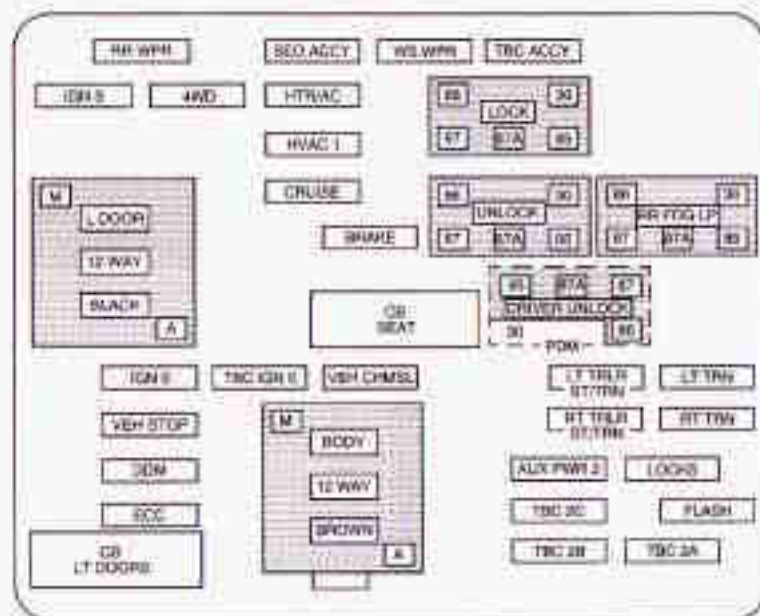 RR WPR
SEO ACCY
WS WPR
TBC ACCY
IGN 3
4WD
HTR/AC
88 30
LOCK
87 87A 85
HVAC 1
CRUISE
M
L DOOR
12 WAY
BLACK
A
86 30
UNLOCK
87 87A 85
86 30
RR FOG LP
87 87A 85
BRAKE
CB
SEAT
85 87A 87
DRIVER UNLOCK
30 86
PDM
IGN 0
TBC IGN 0
VEH CHMSL
LT TRLR
ST/TRN
LT TRN
VEH STOP
M
BODY
12 WAY
BROWN
A
RT TRLR
ST/TRN
RT TRN
DDM
AUX PWR 2
LOCKS
ECC
TBC 2C
FLASH
CB
LT DOORS
TBC 2B
TBC 2A